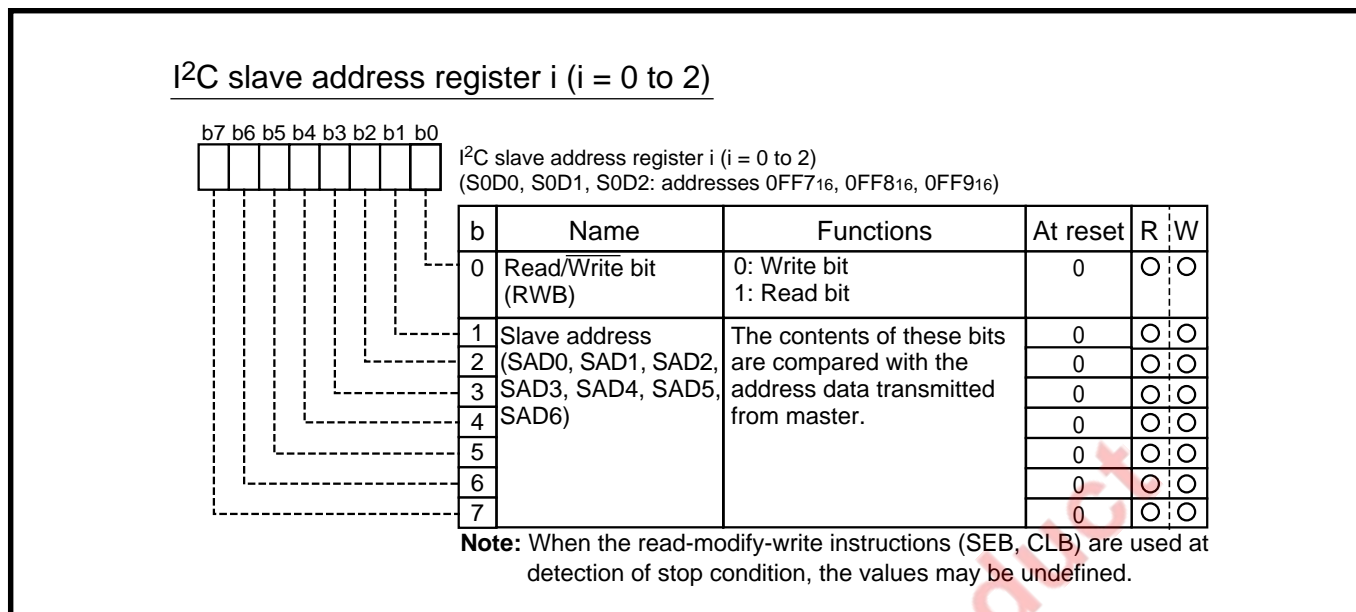 I2C slave address register i (i = 0 to 2)
b7 b6 b5 b4 b3 b2 b1 b0
I2C slave address register i (i = 0 to 2)
(S0D0, S0D1, S0D2: addresses 0FF716, 0FF816, 0FF916)
b Name Functions At reset R W
0 Read/Write bit 0: Write bit 0 O O
(RWB) 1: Read bit
1 Slave address The contents of these bits 0 O O
2 (SAD0, SAD1, SAD2, are compared with the 0 O O
3 SAD3, SAD4, SAD5, address data transmitted 0 O O
4 SAD6) from master. 0 O O
5 0 O O
6 0 O O
7 0 O O
Note: When the read-modify-write instructions (SEB, CLB) are used at
detection of stop condition, the values may be undefined.